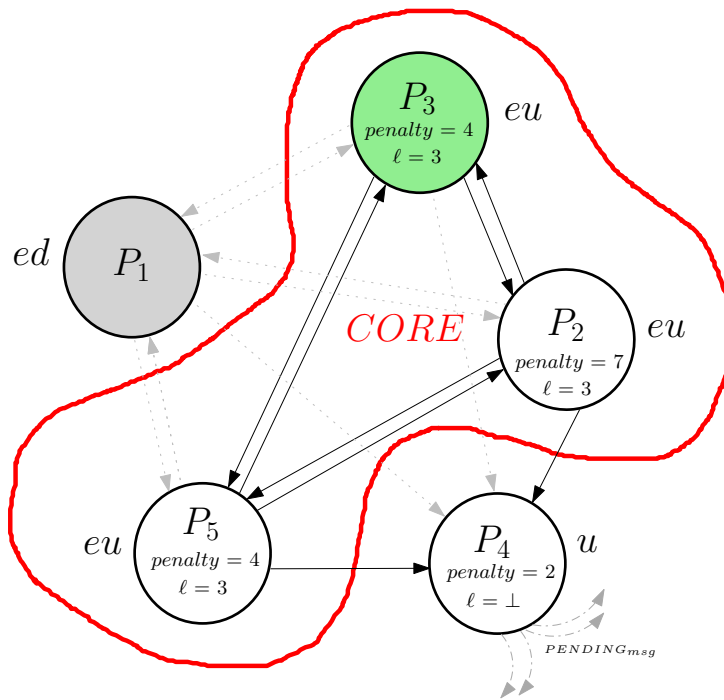 P₃
penalty = 4
ℓ = 3
eu
ed
P₁
CORE
P₂
penalty = 7
ℓ = 3
eu
eu
P₅
penalty = 4
ℓ = 3
P₄
penalty = 2
ℓ = ⊥
u
PENDINGmsg